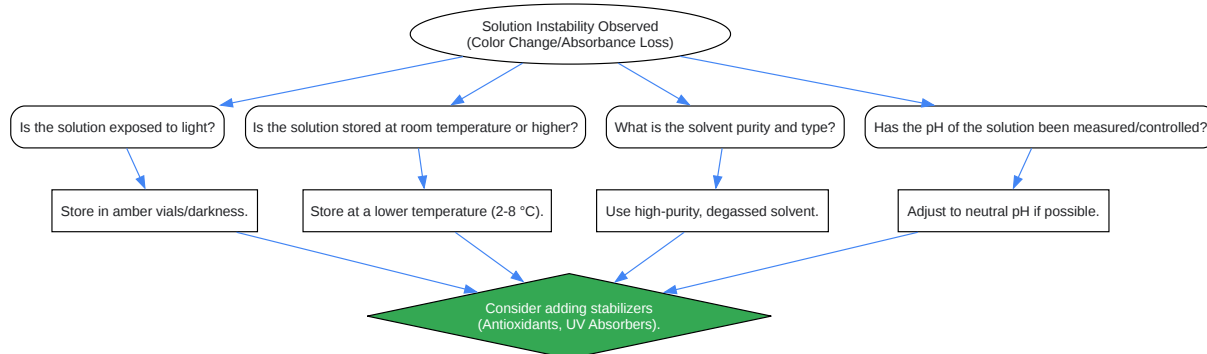 Solution Instability Observed
(Color Change/Absorbance Loss)
Is the solution exposed to light?
Is the solution stored at room temperature or higher?
What is the solvent purity and type?
Has the pH of the solution been measured/controlled?
Store in amber vials/darkness.
Store at a lower temperature (2-8 °C).
Use high-purity, degassed solvent.
Adjust to neutral pH if possible.
Consider adding stabilizers
(Antioxidants, UV Absorbers).